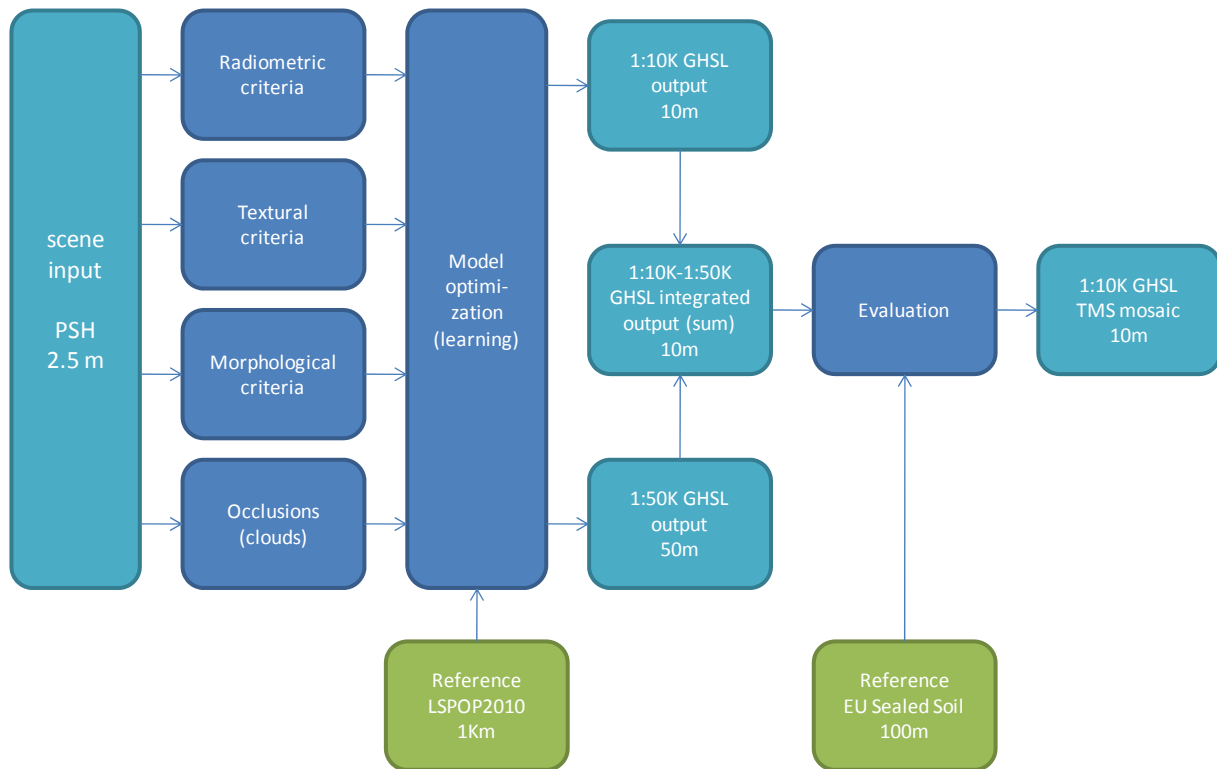 scene
input
PSH
2.5 m
Radiometric
criteria
Textural
criteria
Morphological
criteria
Occlusions
(clouds)
Model
optimi-
zation
(learning)
1:10K GHSL
output
10m
1:10K-1:50K
GHSL integrated
output (sum)
10m
1:50K GHSL
output
50m
Evaluation
1:10K GHSL
TMS mosaic
10m
Reference
LSPOP2010
1Km
Reference
EU Sealed Soil
100m